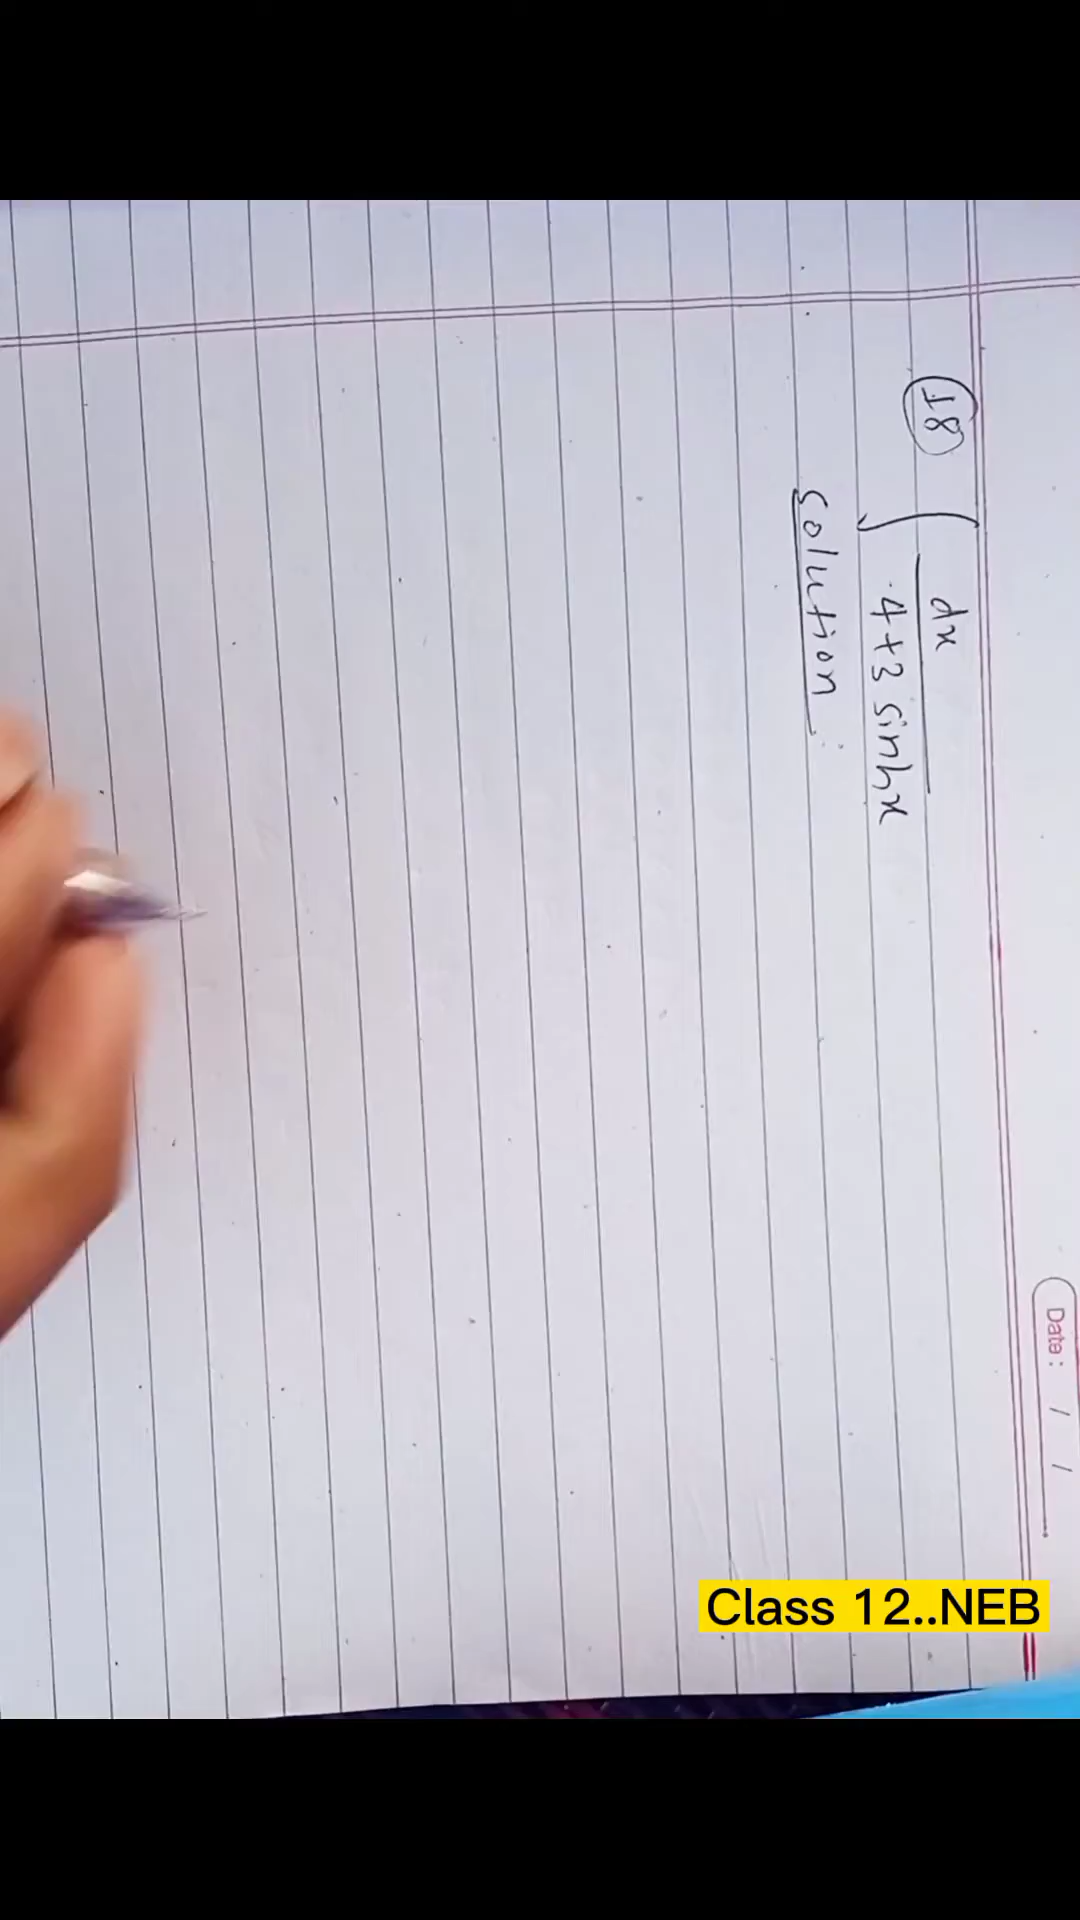 Date : / /
18 ∫ dx / 4+3 sinhx
solution :
Class 12..NEB